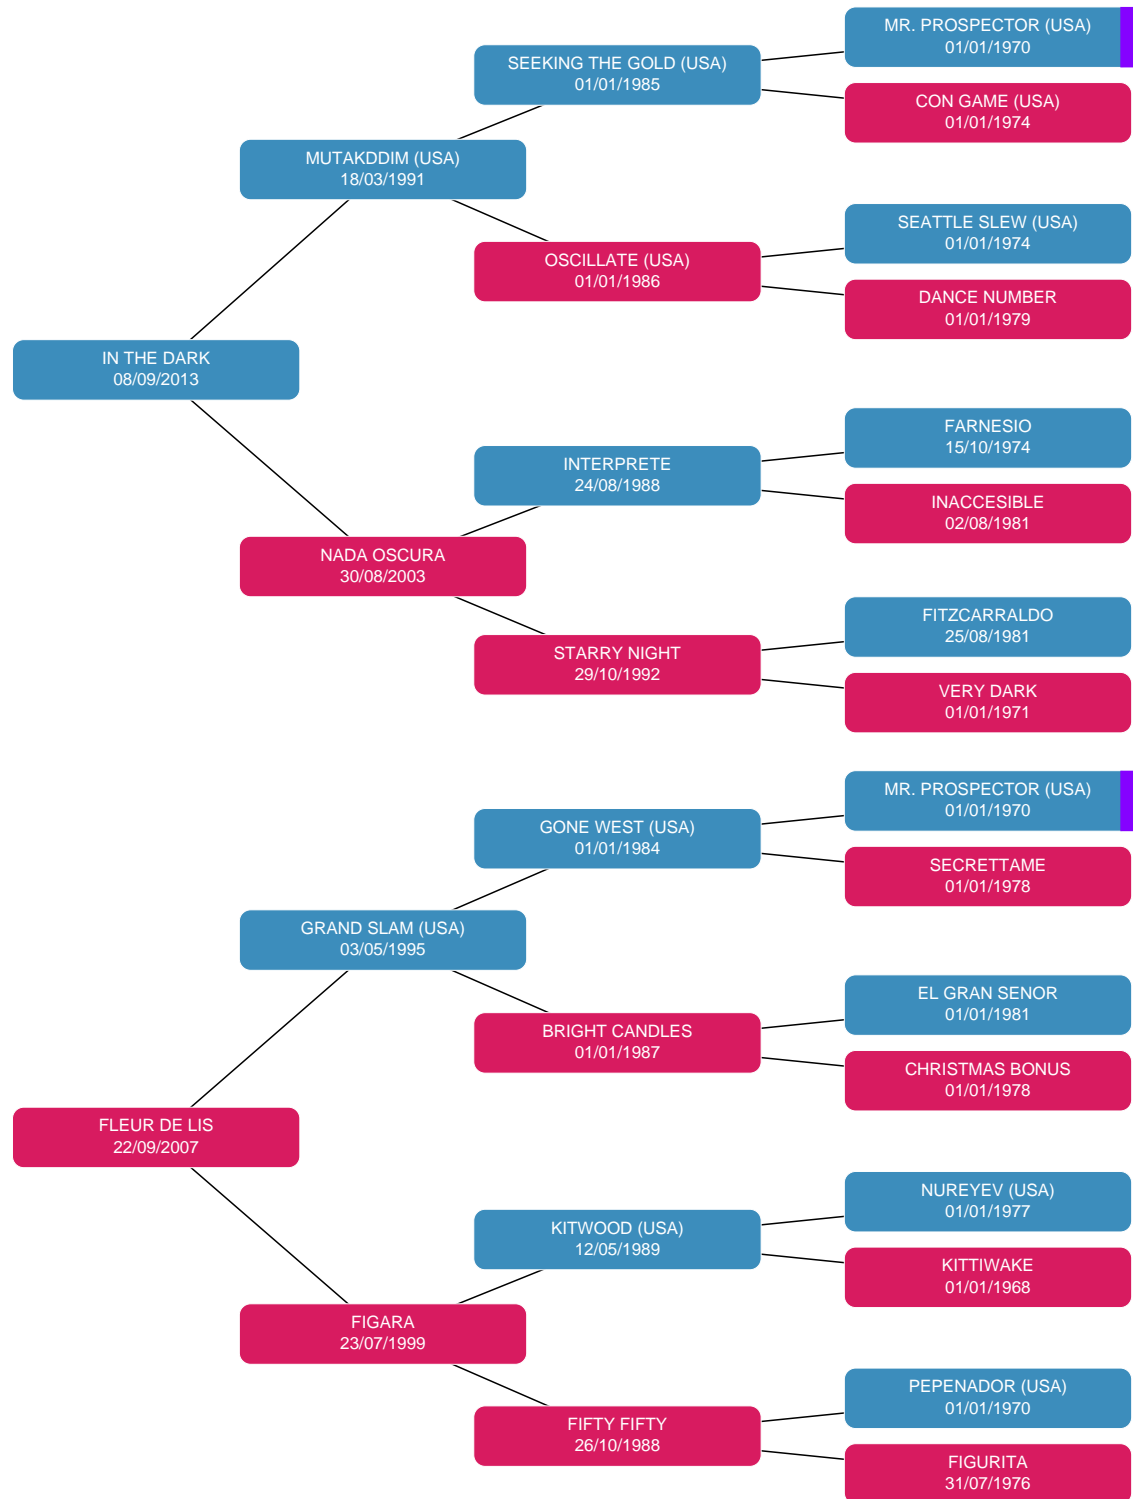 MR. PROSPECTOR (USA)
01/01/1970
SEEKING THE GOLD (USA)
01/01/1985
CON GAME (USA)
01/01/1974
MUTAKDDIM (USA)
18/03/1991
SEATTLE SLEW (USA)
01/01/1974
OSCILLATE (USA)
01/01/1986
DANCE NUMBER
01/01/1979
IN THE DARK
08/09/2013
FARNESIO
15/10/1974
INTERPRETE
24/08/1988
INACCESIBLE
02/08/1981
NADA OSCURA
30/08/2003
FITZCARRALDO
25/08/1981
STARRY NIGHT
29/10/1992
VERY DARK
01/01/1971
MR. PROSPECTOR (USA)
01/01/1970
GONE WEST (USA)
01/01/1984
SECRETTAME
01/01/1978
GRAND SLAM (USA)
03/05/1995
EL GRAN SENOR
01/01/1981
BRIGHT CANDLES
01/01/1987
CHRISTMAS BONUS
01/01/1978
FLEUR DE LIS
22/09/2007
NUREYEV (USA)
01/01/1977
KITWOOD (USA)
12/05/1989
KITTIWAKE
01/01/1968
FIGARA
23/07/1999
PEPENADOR (USA)
01/01/1970
FIFTY FIFTY
26/10/1988
FIGURITA
31/07/1976